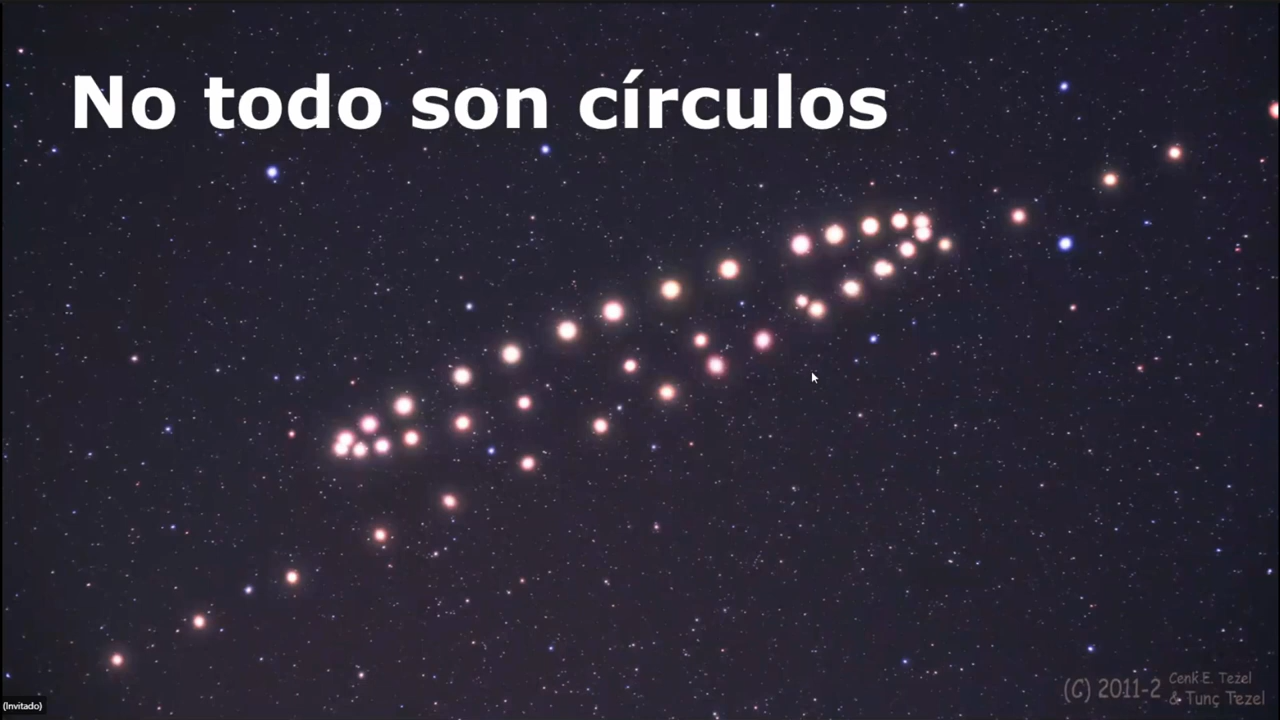 No todo son círculos
(C) 2011-2 Cenk E. Tezel
& Tunç Tezel
(Invitado)